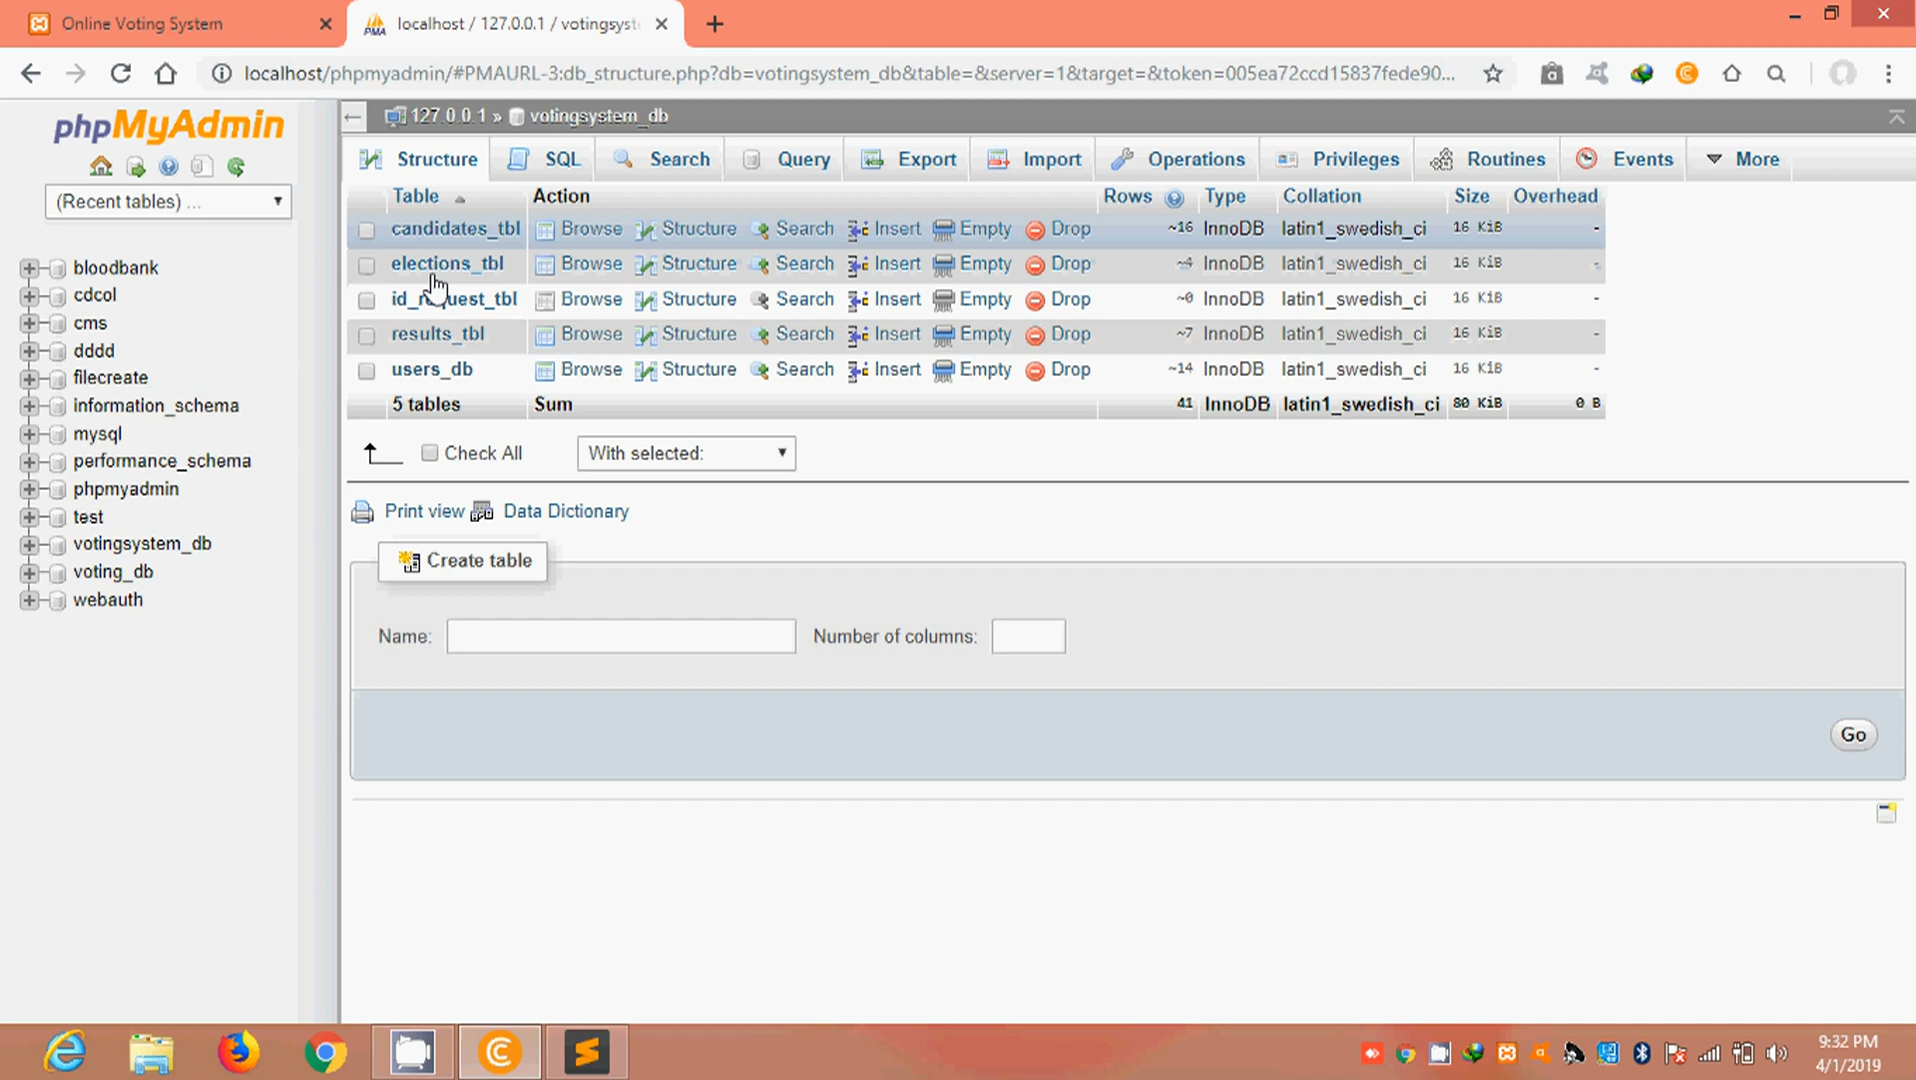 Online Voting System
localhost / 127.0.0.1 / votingsyst
localhost/phpmyadmin/#PMAURL-3:db_structure.php?db=votingsystem_db&table=&server=1&target=&token=005ea72ccd15837fede90...
phpMyAdmin
(Recent tables) ...
bloodbank
cdcol
cms
dddd
filecreate
information_schema
mysql
performance_schema
phpmyadmin
test
votingsystem_db
voting_db
webauth
127.0.0.1 » votingsystem_db
Structure SQL Search Query Export Import Operations Privileges Routines Events More
Table Action Rows Type Collation Size Overhead
candidates_tbl Browse Structure Search Insert Empty Drop ~16 InnoDB latin1_swedish_ci 16 KiB -
elections_tbl Browse Structure Search Insert Empty Drop ~4 InnoDB latin1_swedish_ci 16 KiB -
id_request_tbl Browse Structure Search Insert Empty Drop ~0 InnoDB latin1_swedish_ci 16 KiB -
results_tbl Browse Structure Search Insert Empty Drop ~7 InnoDB latin1_swedish_ci 16 KiB -
users_db Browse Structure Search Insert Empty Drop ~14 InnoDB latin1_swedish_ci 16 KiB -
5 tables Sum 41 InnoDB latin1_swedish_ci 80 KiB 0 B
Check All With selected:
Print view Data Dictionary
Create table
Name: Number of columns:
Go
9:32 PM
4/1/2019